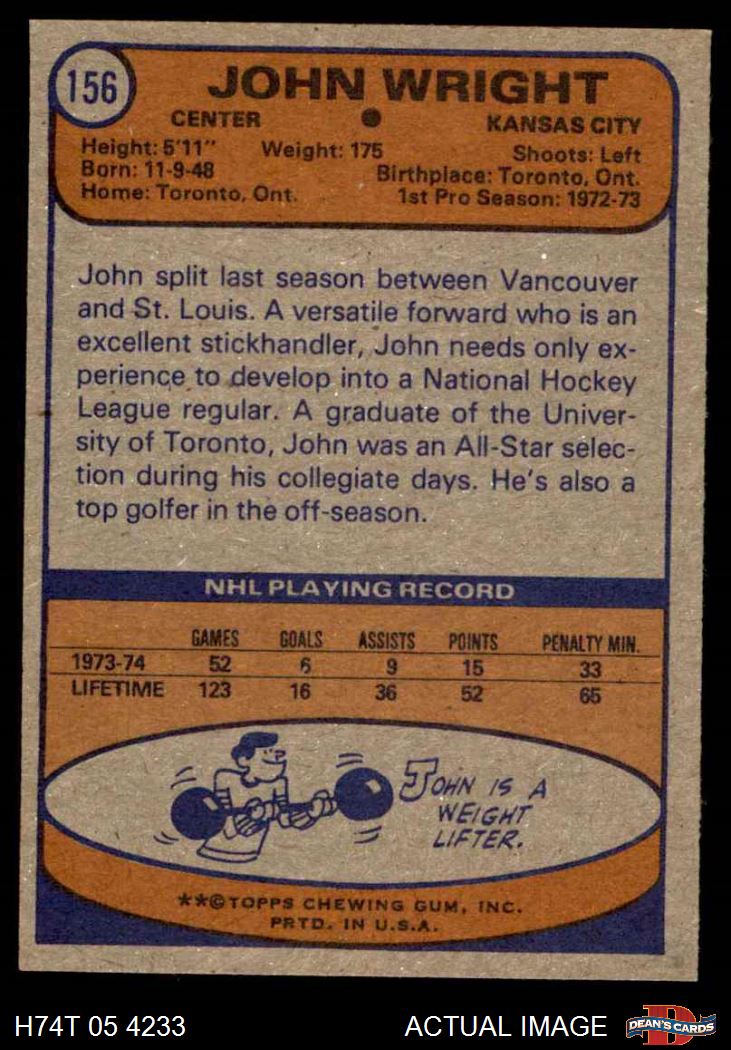 156
JOHN WRIGHT
CENTER
KANSAS CITY
Height: 5'11" Weight: 175 Shoots: Left
Born: 11-9-48 Birthplace: Toronto, Ont.
Home: Toronto, Ont. 1st Pro Season: 1972-73
John split last season between Vancouver
and St. Louis. A versatile forward who is an
excellent stickhandler, John needs only ex-
perience to develop into a National Hockey
League regular. A graduate of the Univer-
sity of Toronto, John was an All-Star selec-
tion during his collegiate days. He's also a
top golfer in the off-season.
NHL PLAYING RECORD
GAMES GOALS ASSISTS POINTS PENALTY MIN.
1973-74 52 6 9 15 33
LIFETIME 123 16 36 52 65
JOHN IS A
WEIGHT
LIFTER.
**©TOPPS CHEWING GUM, INC.
PRTD. IN U.S.A.
H74T 05 4233
ACTUAL IMAGE
D
DEAN'S CARDS